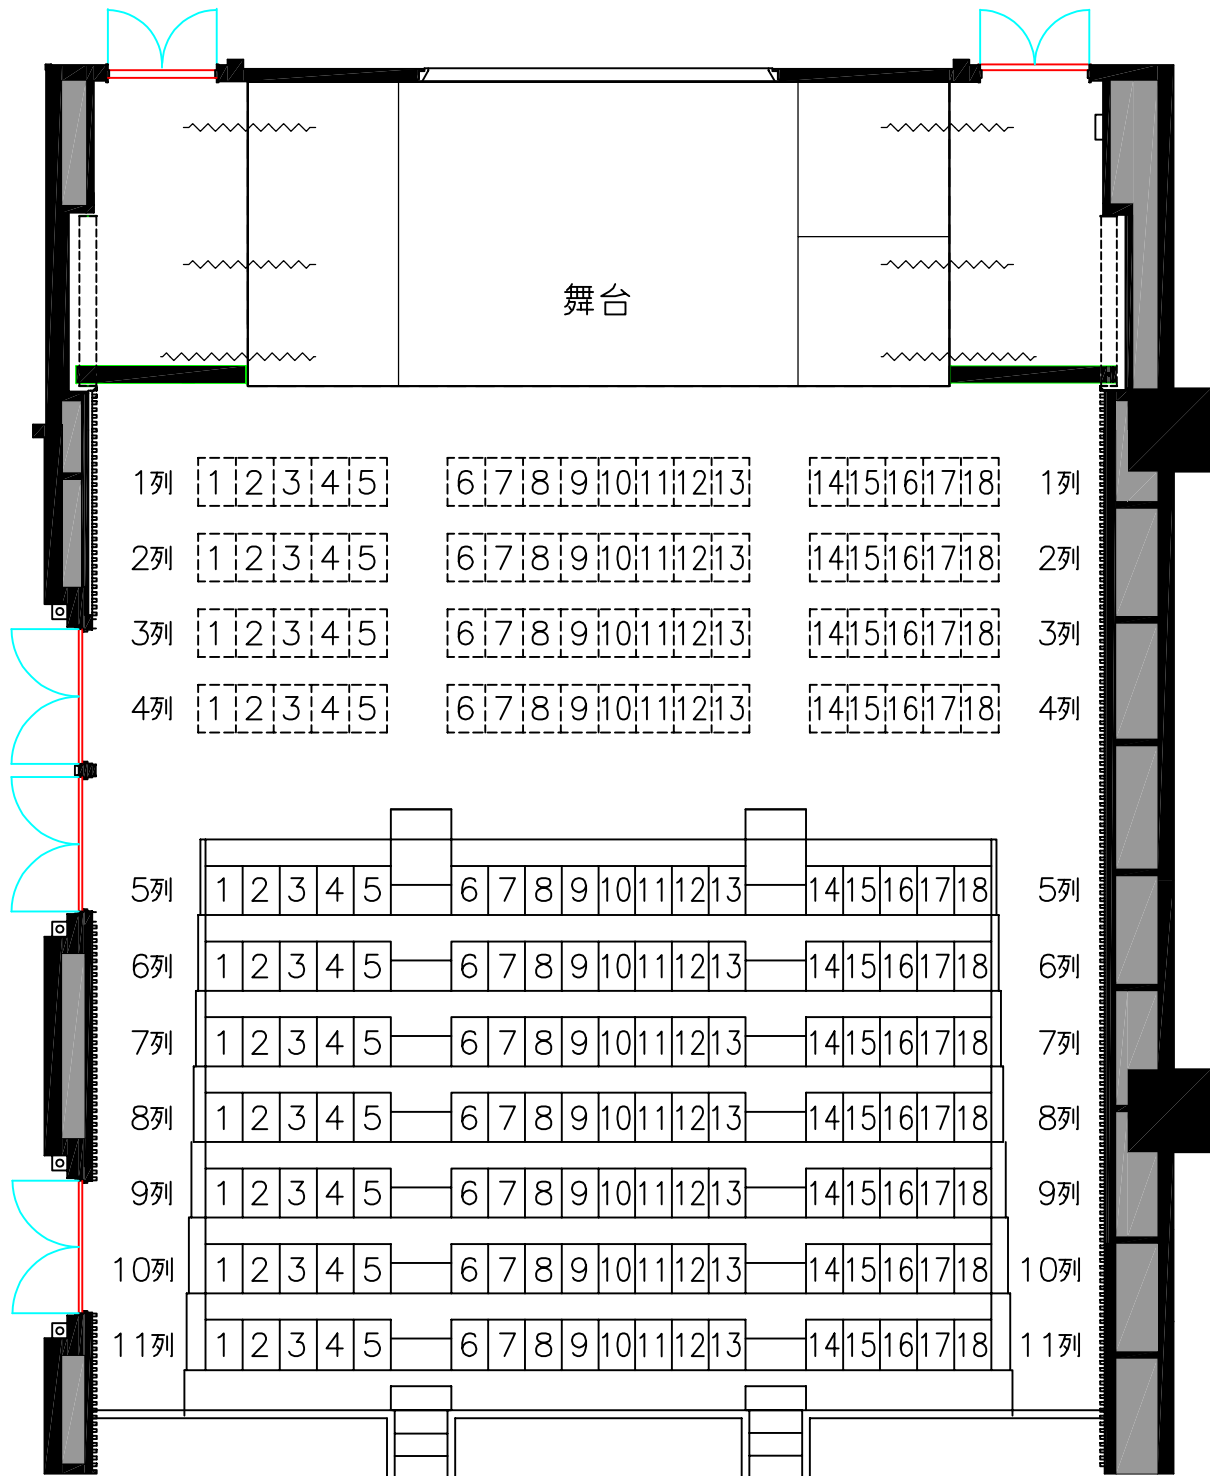 舞台
1列 1 2 3 4 5 6 7 8 9 10 11 12 13 14 15 16 17 18 1列
2列 1 2 3 4 5 6 7 8 9 10 11 12 13 14 15 16 17 18 2列
3列 1 2 3 4 5 6 7 8 9 10 11 12 13 14 15 16 17 18 3列
4列 1 2 3 4 5 6 7 8 9 10 11 12 13 14 15 16 17 18 4列
5列 1 2 3 4 5 6 7 8 9 10 11 12 13 14 15 16 17 18 5列
6列 1 2 3 4 5 6 7 8 9 10 11 12 13 14 15 16 17 18 6列
7列 1 2 3 4 5 6 7 8 9 10 11 12 13 14 15 16 17 18 7列
8列 1 2 3 4 5 6 7 8 9 10 11 12 13 14 15 16 17 18 8列
9列 1 2 3 4 5 6 7 8 9 10 11 12 13 14 15 16 17 18 9列
10列 1 2 3 4 5 6 7 8 9 10 11 12 13 14 15 16 17 18 10列
11列 1 2 3 4 5 6 7 8 9 10 11 12 13 14 15 16 17 18 11列